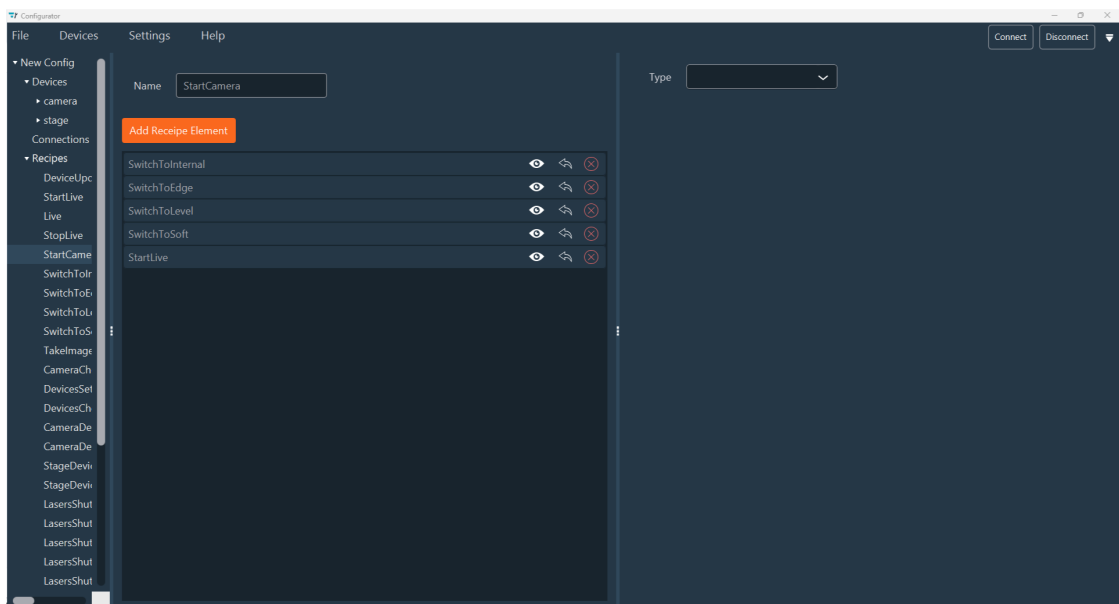 Configurator
File Devices Settings Help Connect Disconnect
New Config
Devices
camera
stage
Connections
Recipes
DeviceUpc
StartLive
Live
StopLive
StartCame
SwitchToIr
SwitchToE
SwitchToL
SwitchToS
TakeImage
CameraCh
DevicesSet
DevicesCh
CameraDe
CameraDe
StageDevi
StageDevi
LasersShut
LasersShut
LasersShut
LasersShut
LasersShut
Name StartCamera
Add Receipe Element
SwitchToInternal
SwitchToEdge
SwitchToLevel
SwitchToSoft
StartLive
Type